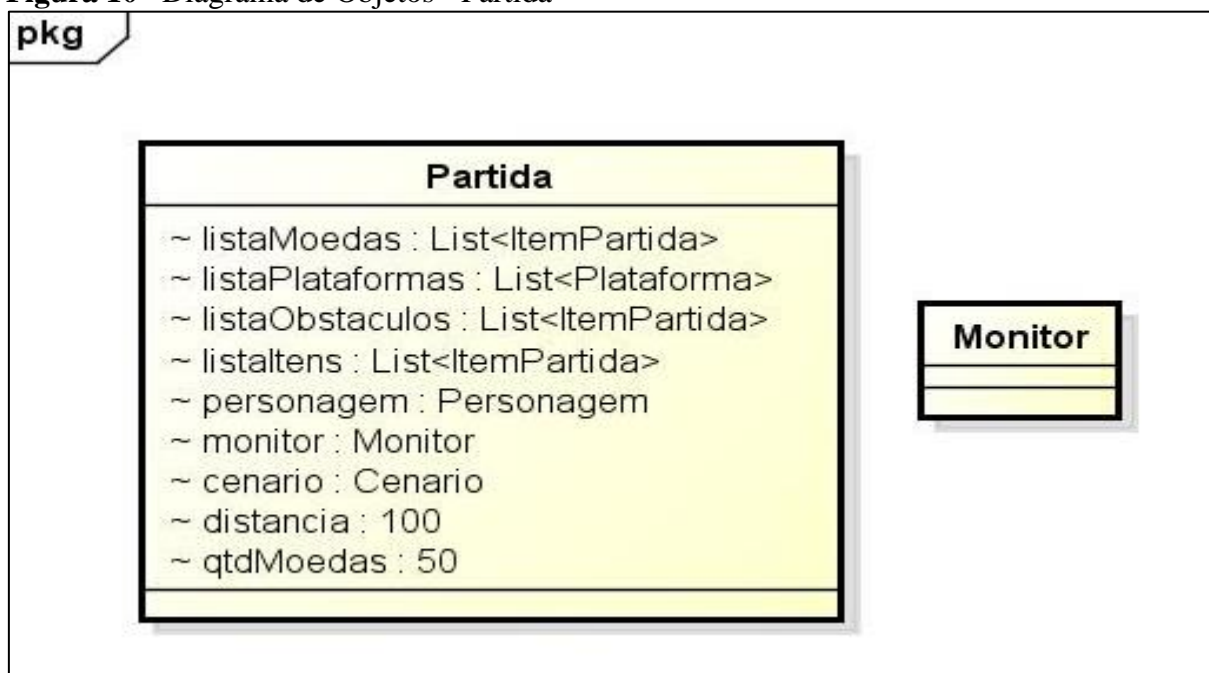 Figura 10 - Diagrama de Objetos - Partida
pkg
Partida
~ listaMoedas : List<ItemPartida>
~ listaPlataformas : List<Plataforma>
~ listaObstaculos : List<ItemPartida>
~ listaItens : List<ItemPartida>
~ personagem : Personagem
~ monitor : Monitor
~ cenario : Cenario
~ distancia : 100
~ qtdMoedas : 50
Monitor